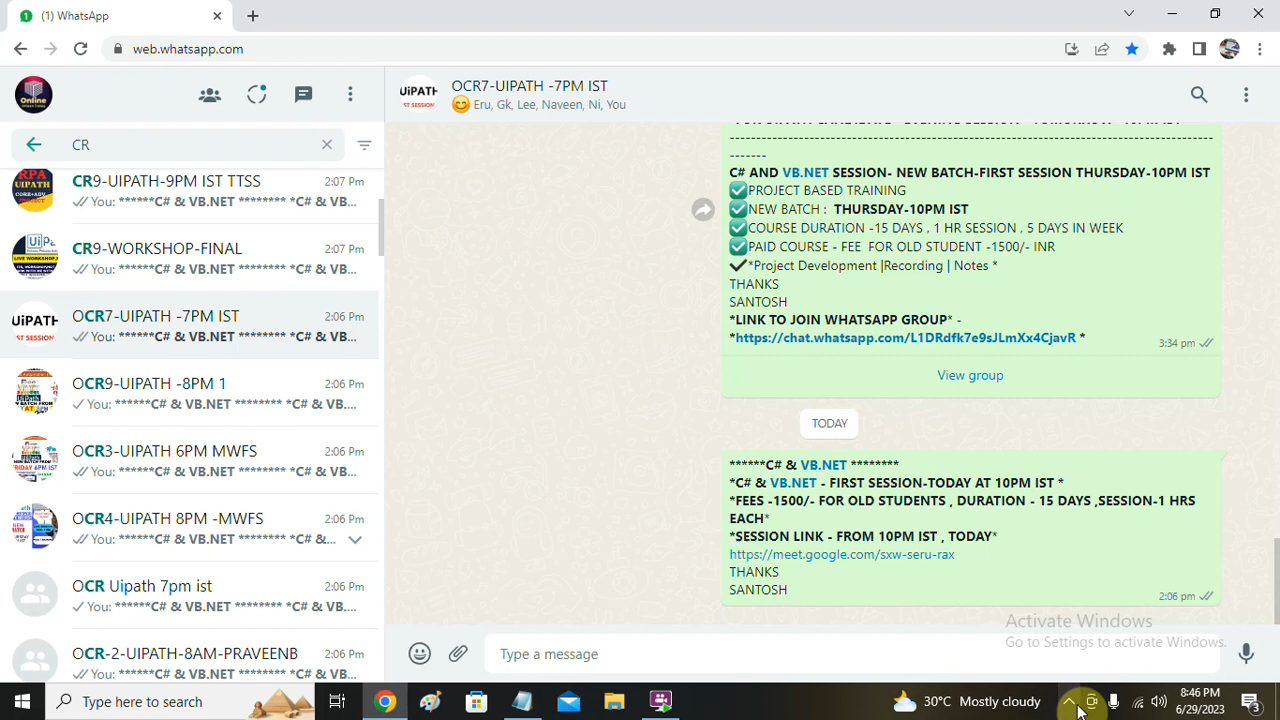 (1) WhatsApp
web.whatsapp.com
Online
CR
CR9-UIPATH-9PM IST TTSS 2:07 PM
You: ******C# & VB.NET ******** *C# & VB...
CR9-WORKSHOP-FINAL 2:07 PM
You: ******C# & VB.NET ******** *C# & VB...
OCR7-UIPATH -7PM IST 2:06 PM
You: ******C# & VB.NET ******** *C# & VB...
OCR9-UIPATH -8PM 1 2:06 PM
You: ******C# & VB.NET ******** *C# & VB...
OCR3-UIPATH 6PM MWFS 2:06 PM
You: ******C# & VB.NET ******** *C# & VB...
OCR4-UIPATH 8PM -MWFS 2:06 PM
You: ******C# & VB.NET ******** *C# &...
OCR Uipath 7pm ist 2:06 PM
You: ******C# & VB.NET ******** *C# & VB...
OCR-2-UIPATH-8AM-PRAVEENB 2:06 PM
You: ******C# & VB.NET ******** *C# & VB...
OCR7-UIPATH -7PM IST
Eru, Gk, Lee, Naveen, Ni, You
--------------------------------------------------------------------------------
-------
C# AND VB.NET SESSION- NEW BATCH-FIRST SESSION THURSDAY-10PM IST
✅PROJECT BASED TRAINING
✅NEW BATCH : THURSDAY-10PM IST
✅COURSE DURATION -15 DAYS , 1 HR SESSION , 5 DAYS IN WEEK
✅PAID COURSE - FEE FOR OLD STUDENT -1500/- INR
✔*Project Development |Recording | Notes *
THANKS
SANTOSH
*LINK TO JOIN WHATSAPP GROUP* -
*https://chat.whatsapp.com/L1DRdfk7e9sJLmXx4CjavR *
3:34 pm
View group
TODAY
******C# & VB.NET ********
*C# & VB.NET - FIRST SESSION-TODAY AT 10PM IST *
*FEES -1500/- FOR OLD STUDENTS , DURATION - 15 DAYS ,SESSION-1 HRS
EACH*
*SESSION LINK - FROM 10PM IST , TODAY*
https://meet.google.com/sxw-seru-rax
THANKS
SANTOSH
2:06 pm
Activate Windows
Go to Settings to activate Windows.
Type a message
Type here to search
30°C Mostly cloudy
8:46 PM
6/29/2023
3